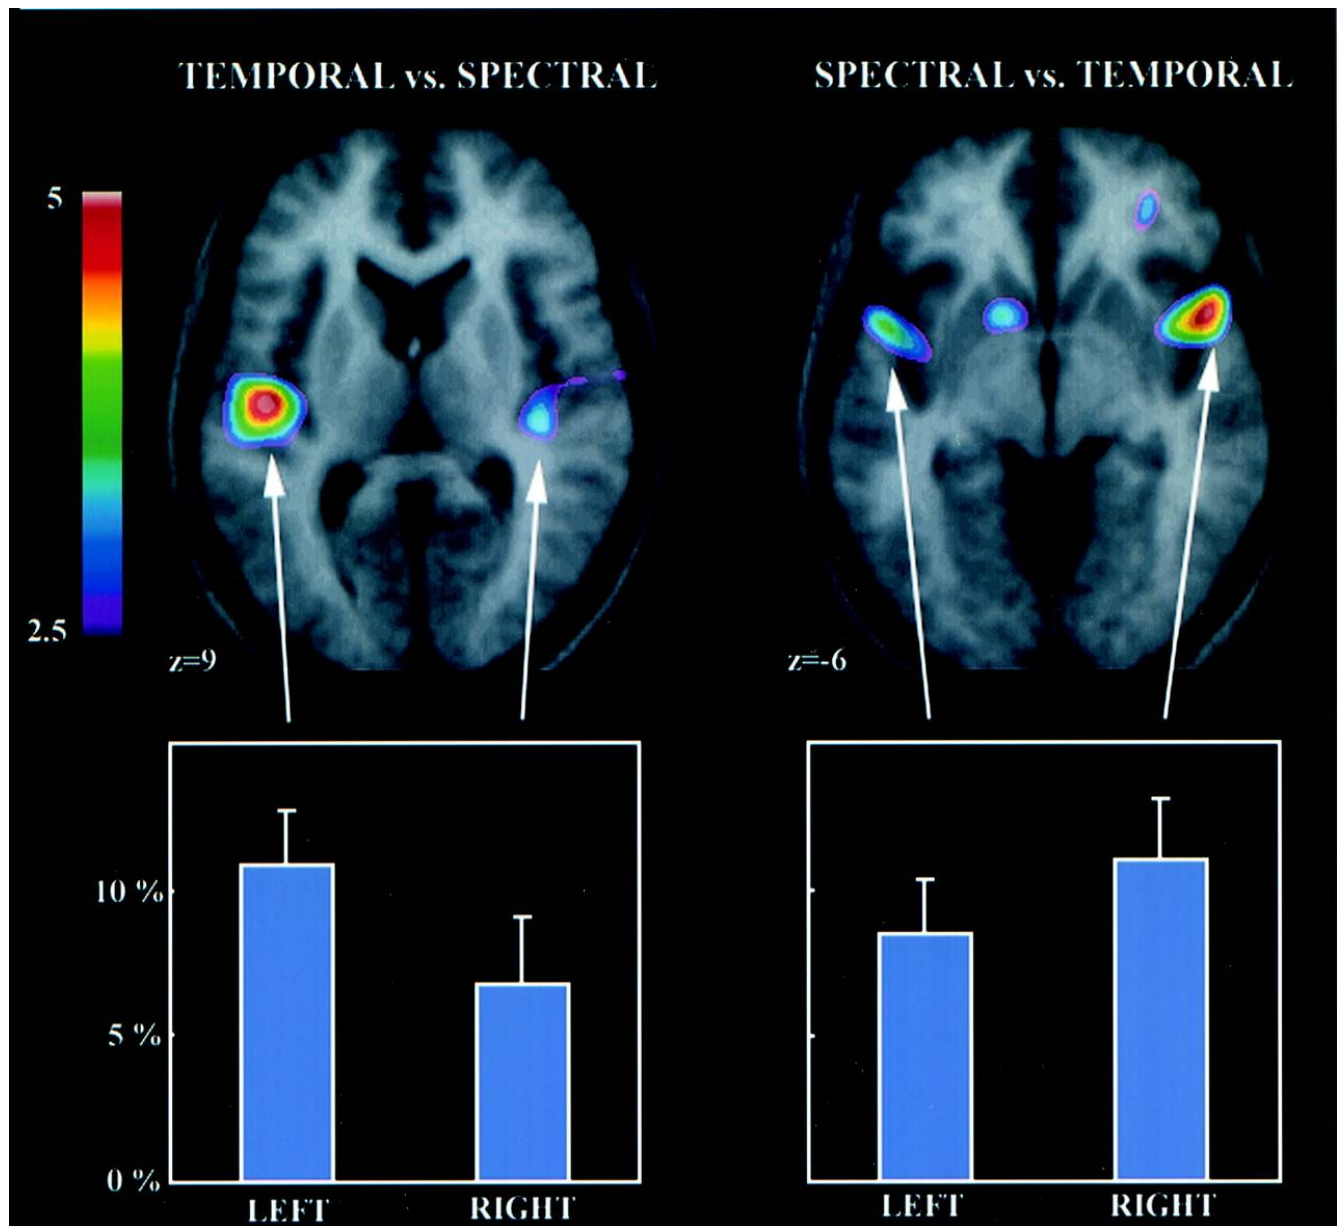 TEMPORAL vs. SPECTRAL
SPECTRAL vs. TEMPORAL
5
2.5
z=9
z=-6
10 %
5 %
0 %
LEFT
RIGHT
LEFT
RIGHT